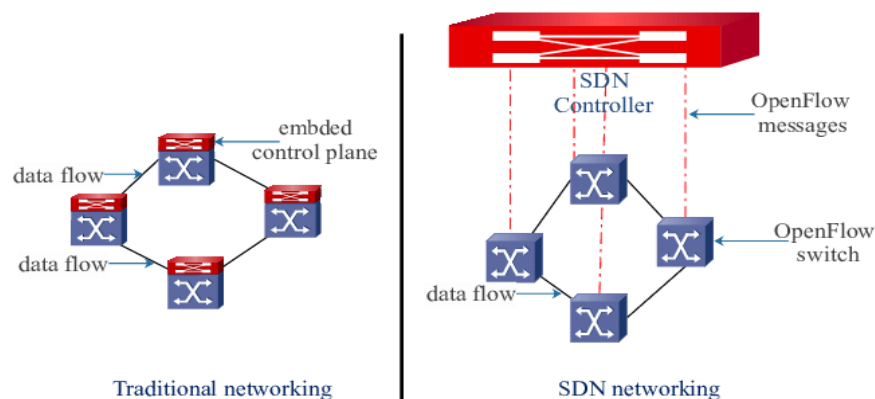 embded
control plane
data flow
data flow
Traditional networking
SDN
Controller
OpenFlow
messages
OpenFlow
switch
data flow
SDN networking